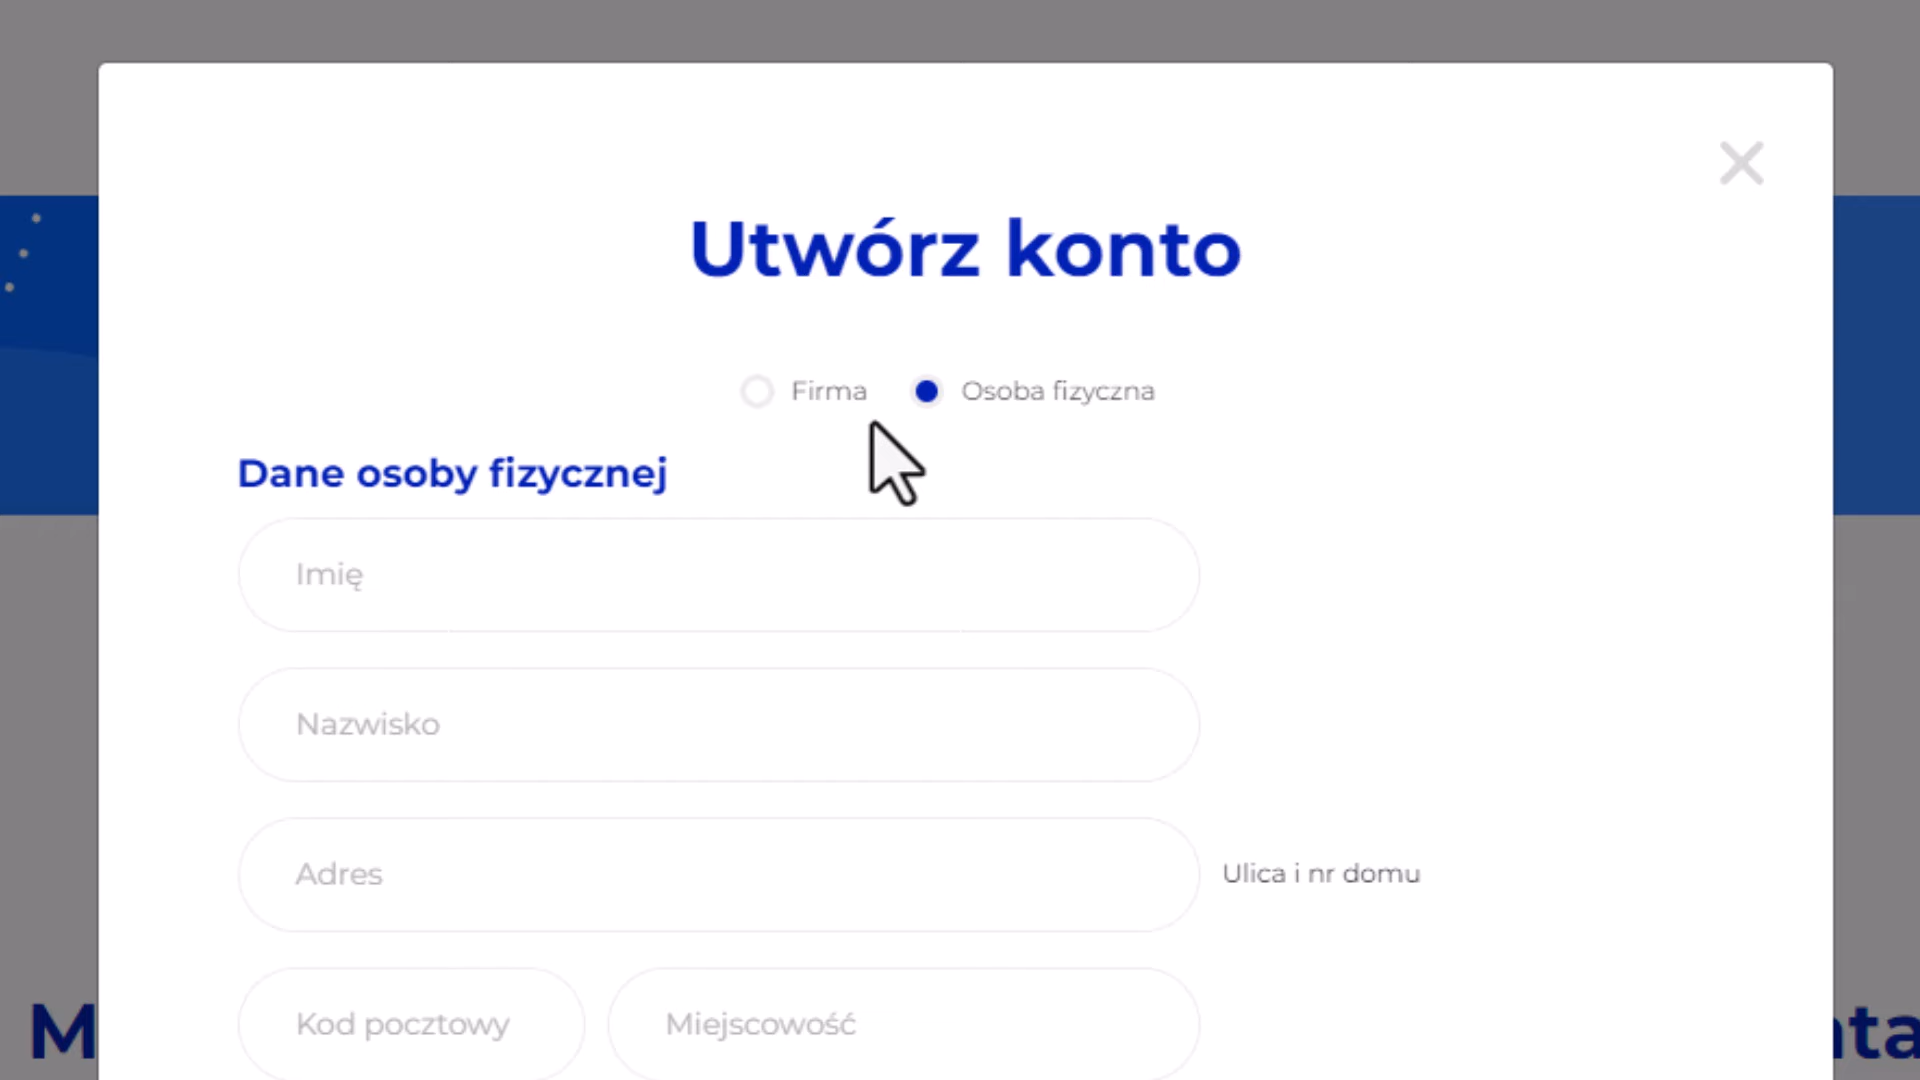 Utwórz konto
Firma Osoba fizyczna
Dane osoby fizycznej
Imię
Nazwisko
Adres Ulica i nr domu
Kod pocztowy Miejscowość